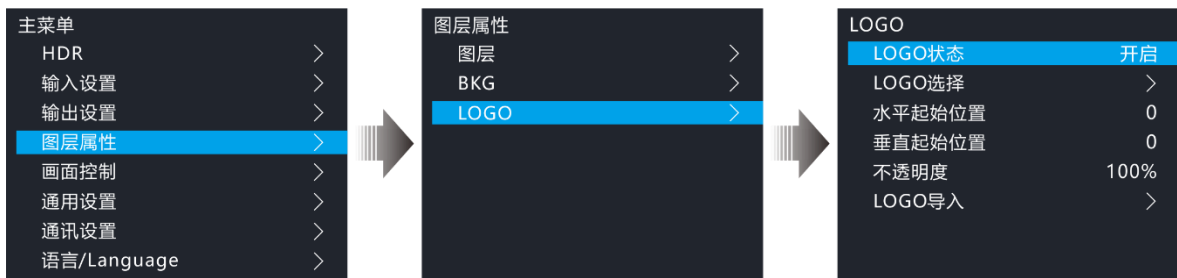 主菜单
HDR
输入设置
输出设置
图层属性
画面控制
通用设置
通讯设置
语言/Language
图层属性
图层
BKG
LOGO
LOGO
LOGO状态 开启
LOGO选择
水平起始位置 0
垂直起始位置 0
不透明度 100%
LOGO导入